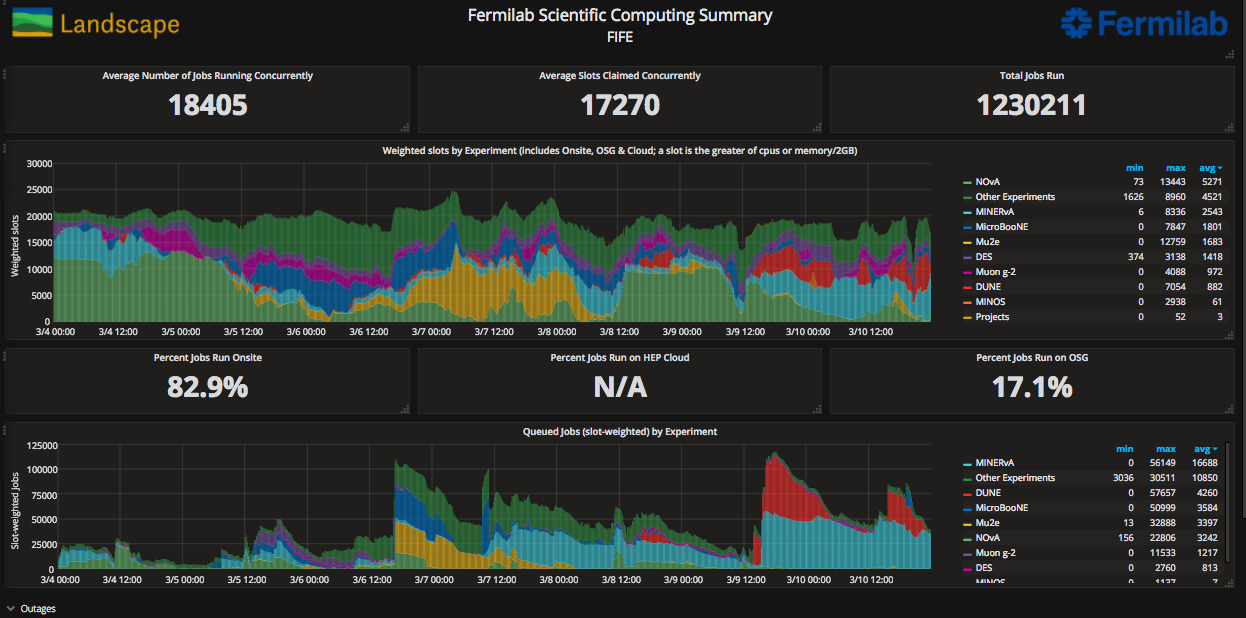 Landscape
Fermilab Scientific Computing Summary
FIFE
Fermilab
Average Number of Jobs Running Concurrently
18405
Average Slots Claimed Concurrently
17270
Total Jobs Run
1230211
Weighted slots by Experiment (includes Onsite, OSG & Cloud; a slot is the greater of cpus or memory/2GB)
Weighted slots
30000
25000
20000
15000
10000
5000
0
3/4 00:00 3/4 12:00 3/5 00:00 3/5 12:00 3/6 00:00 3/6 12:00 3/7 00:00 3/7 12:00 3/8 00:00 3/8 12:00 3/9 00:00 3/9 12:00 3/10 00:00 3/10 12:00
min max avg
NOvA 73 13443 5271
Other Experiments 1626 8960 4521
MINERvA 6 8336 2543
MicroBooNE 0 7847 1801
Mu2e 0 12759 1683
DES 374 3138 1418
Muon g-2 0 4088 972
DUNE 0 7054 882
MINOS 0 2938 61
Projects 0 52 3
Percent Jobs Run Onsite
82.9%
Percent Jobs Run on HEP Cloud
N/A
Percent Jobs Run on OSG
17.1%
Queued Jobs (slot-weighted) by Experiment
Slot-weighted jobs
125000
100000
75000
50000
25000
0
3/4 00:00 3/4 12:00 3/5 00:00 3/5 12:00 3/6 00:00 3/6 12:00 3/7 00:00 3/7 12:00 3/8 00:00 3/8 12:00 3/9 00:00 3/9 12:00 3/10 00:00 3/10 12:00
min max avg
MINERvA 0 56149 16688
Other Experiments 3036 30511 10850
DUNE 0 57657 4260
MicroBooNE 0 50999 3584
Mu2e 13 32888 3397
NOvA 156 22806 3242
Muon g-2 0 11533 1217
DES 0 2760 813
MINOS 0 1137 7
Outages